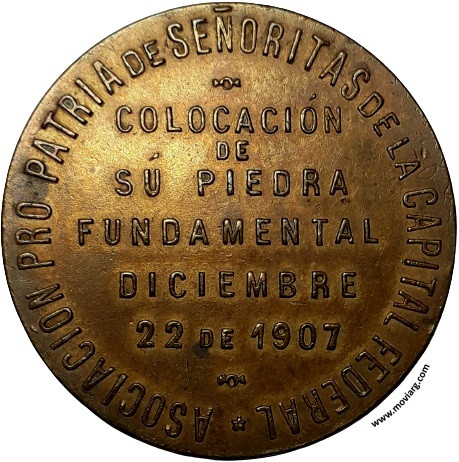 ASOCIACIÓN PRO PATRIA DE SEÑORITAS DE LA CAPITAL FEDERAL
COLOCACIÓN
DE
SÚ PIEDRA
FUNDAMENTAL
DICIEMBRE
22 DE 1907
www.moviarg.com